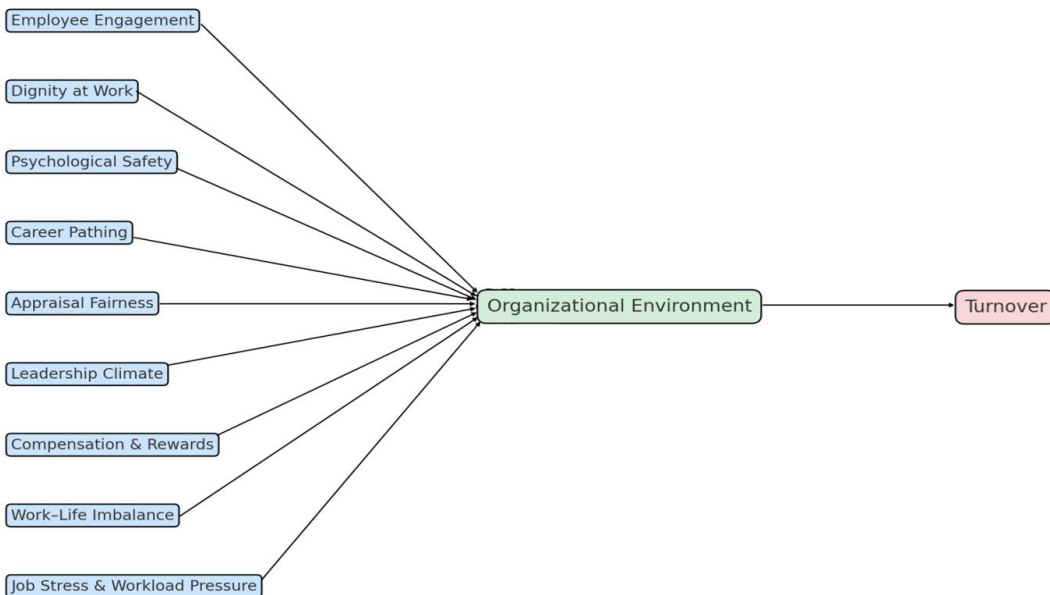 Employee Engagement
Dignity at Work
Psychological Safety
Career Pathing
Appraisal Fairness
Organizational Environment
Turnover
Leadership Climate
Compensation & Rewards
Work–Life Imbalance
Job Stress & Workload Pressure